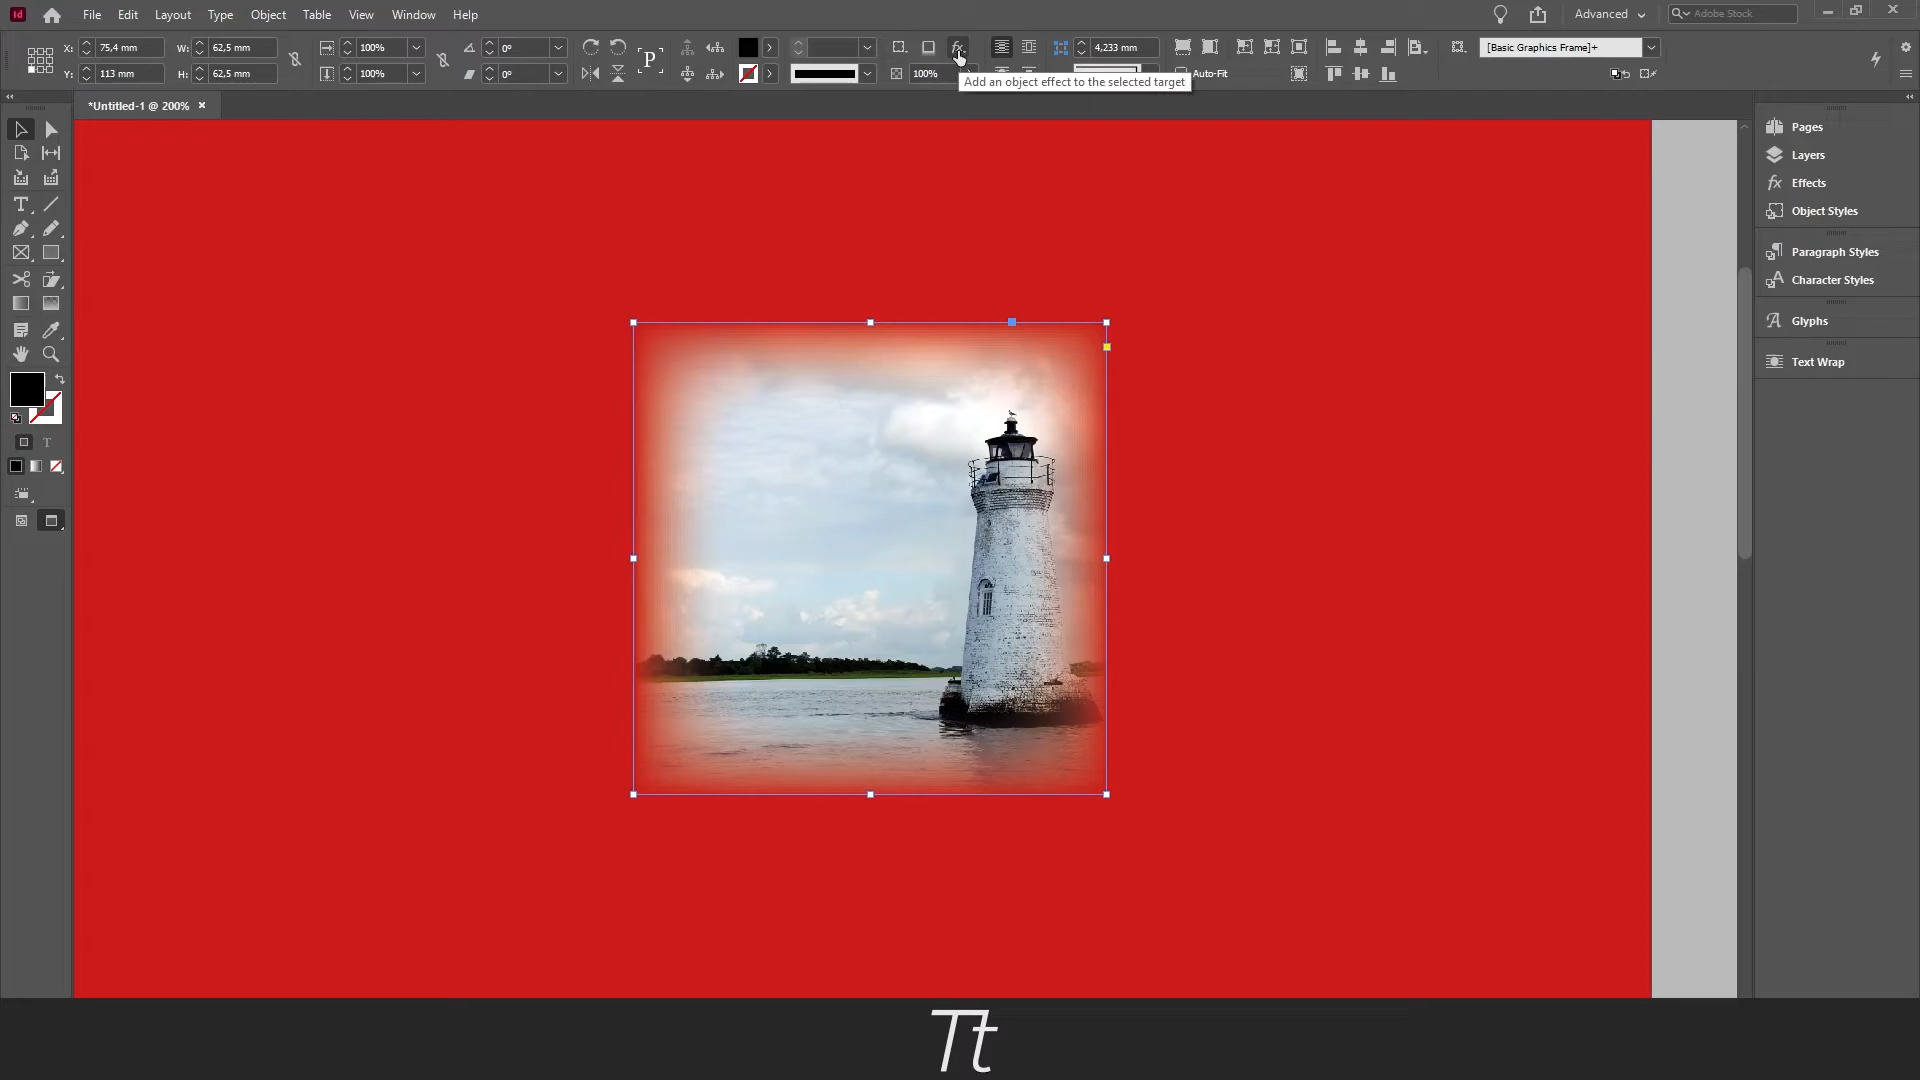 Id File Edit Layout Type Object Table View Window Help Advanced Adobe Stock
X: 75,4 mm W: 62,5 mm 100% 0° P fx 4,233 mm [Basic Graphics Frame]+
Y: 113 mm H: 62,5 mm 100% 0° 100% Auto-Fit
Add an object effect to the selected target
*Untitled-1 @ 200% ×
Pages
Layers
fx Effects
Object Styles
Paragraph Styles
Character Styles
Glyphs
Text Wrap
T
T
Tt